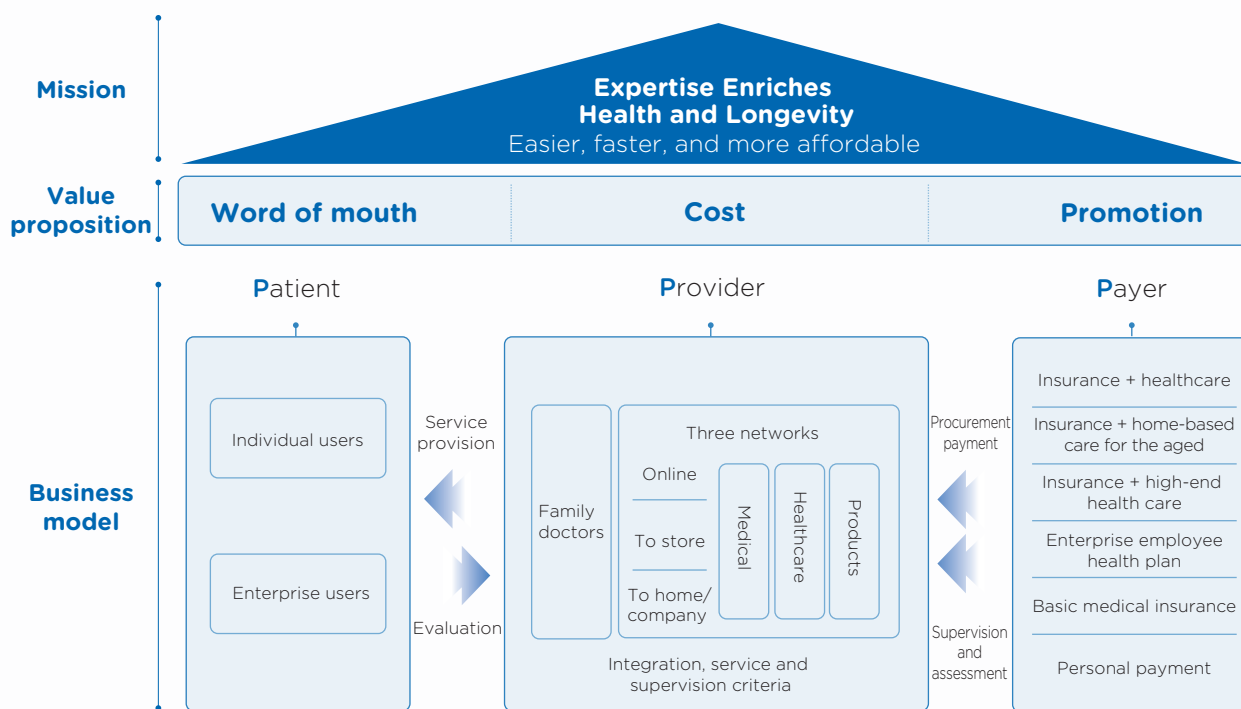 Mission
Expertise Enriches
Health and Longevity
Easier, faster, and more affordable
Value
proposition
Word of mouth
Cost
Promotion
Business
model
Patient
Individual users
Enterprise users
Service
provision
Evaluation
Provider
Family
doctors
Three networks
Online
To store
To home/
company
Medical
Healthcare
Products
Integration, service and
supervision criteria
Procurement
payment
Supervision
and
assessment
Payer
Insurance + healthcare
Insurance + home-based
care for the aged
Insurance + high-end
health care
Enterprise employee
health plan
Basic medical insurance
Personal payment